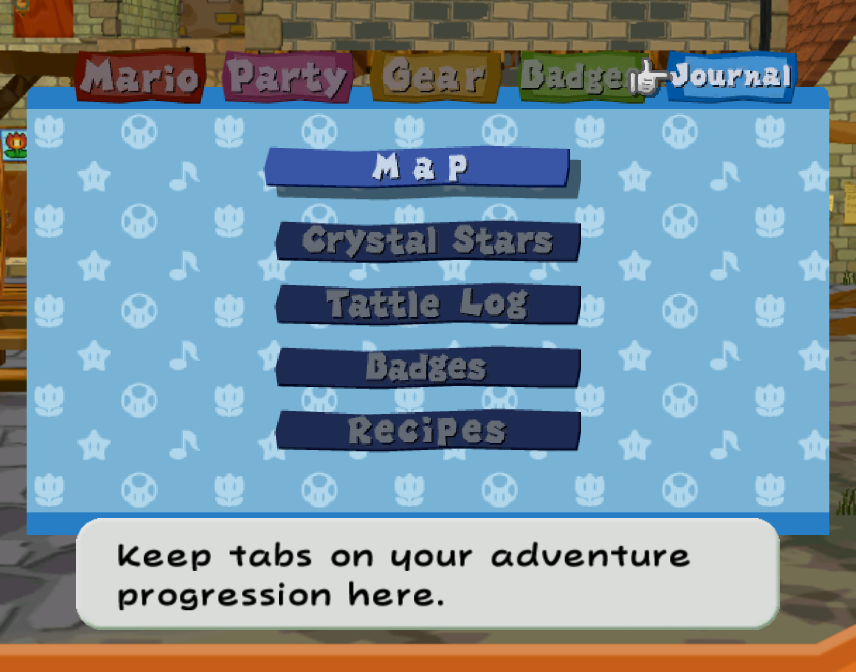 Mario Party Gear Badges Journal
Map
Crystal Stars
Tattle Log
Badges
Recipes
Keep tabs on your adventure
progression here.